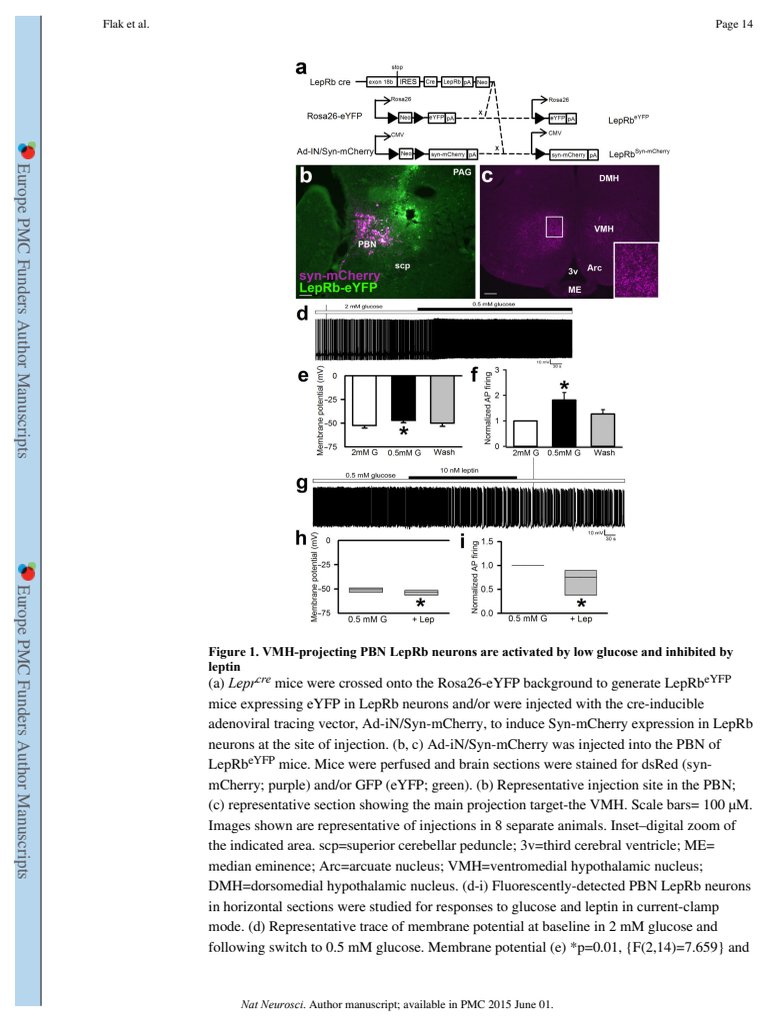 Flak et al.
Page 14
Europe PMC Funders Author Manuscripts
Europe PMC Funders Author Manuscripts
a
stop
LepRb cre
exon 18b IRES Cre LepRb pA Neo
Rosa26 Rosa26
Rosa26-eYFP
Neo eYFP pA x eYFP pA
LepRbeYFP
CMV CMV
Ad-IN/Syn-mCherry
Neo syn-mCherry pA x syn-mCherry pA
LepRbSyn-mCherry
b
PAG
PBN
scp
syn-mCherry
LepRb-eYFP
c
DMH
VMH
3v
Arc
ME
d
2 mM glucose
0.5 mM glucose
10 mV
30 s
e
Membrane potential (mV)
0
-25
-50
-75
*
2mM G 0.5mM G Wash
f
Normalized AP firing
3
2
1
0
*
2mM G 0.5mM G Wash
g
0.5 mM glucose
10 nM leptin
10 mV
30 s
h
Membrane potential (mV)
0
-25
-50
-75
*
0.5 mM G + Lep
i
Normalized AP firing
1.5
1.0
0.5
0.0
*
0.5 mM G + Lep
Figure 1. VMH-projecting PBN LepRb neurons are activated by low glucose and inhibited by
leptin
(a) Leprcre mice were crossed onto the Rosa26-eYFP background to generate LepRbeYFP
mice expressing eYFP in LepRb neurons and/or were injected with the cre-inducible
adenoviral tracing vector, Ad-iN/Syn-mCherry, to induce Syn-mCherry expression in LepRb
neurons at the site of injection. (b, c) Ad-iN/Syn-mCherry was injected into the PBN of
LepRbeYFP mice. Mice were perfused and brain sections were stained for dsRed (syn-
mCherry; purple) and/or GFP (eYFP; green). (b) Representative injection site in the PBN;
(c) representative section showing the main projection target-the VMH. Scale bars= 100 μM.
Images shown are representative of injections in 8 separate animals. Inset–digital zoom of
the indicated area. scp=superior cerebellar peduncle; 3v=third cerebral ventricle; ME=
median eminence; Arc=arcuate nucleus; VMH=ventromedial hypothalamic nucleus;
DMH=dorsomedial hypothalamic nucleus. (d-i) Fluorescently-detected PBN LepRb neurons
in horizontal sections were studied for responses to glucose and leptin in current-clamp
mode. (d) Representative trace of membrane potential at baseline in 2 mM glucose and
following switch to 0.5 mM glucose. Membrane potential (e) *p=0.01, {F(2,14)=7.659} and
Nat Neurosci. Author manuscript; available in PMC 2015 June 01.